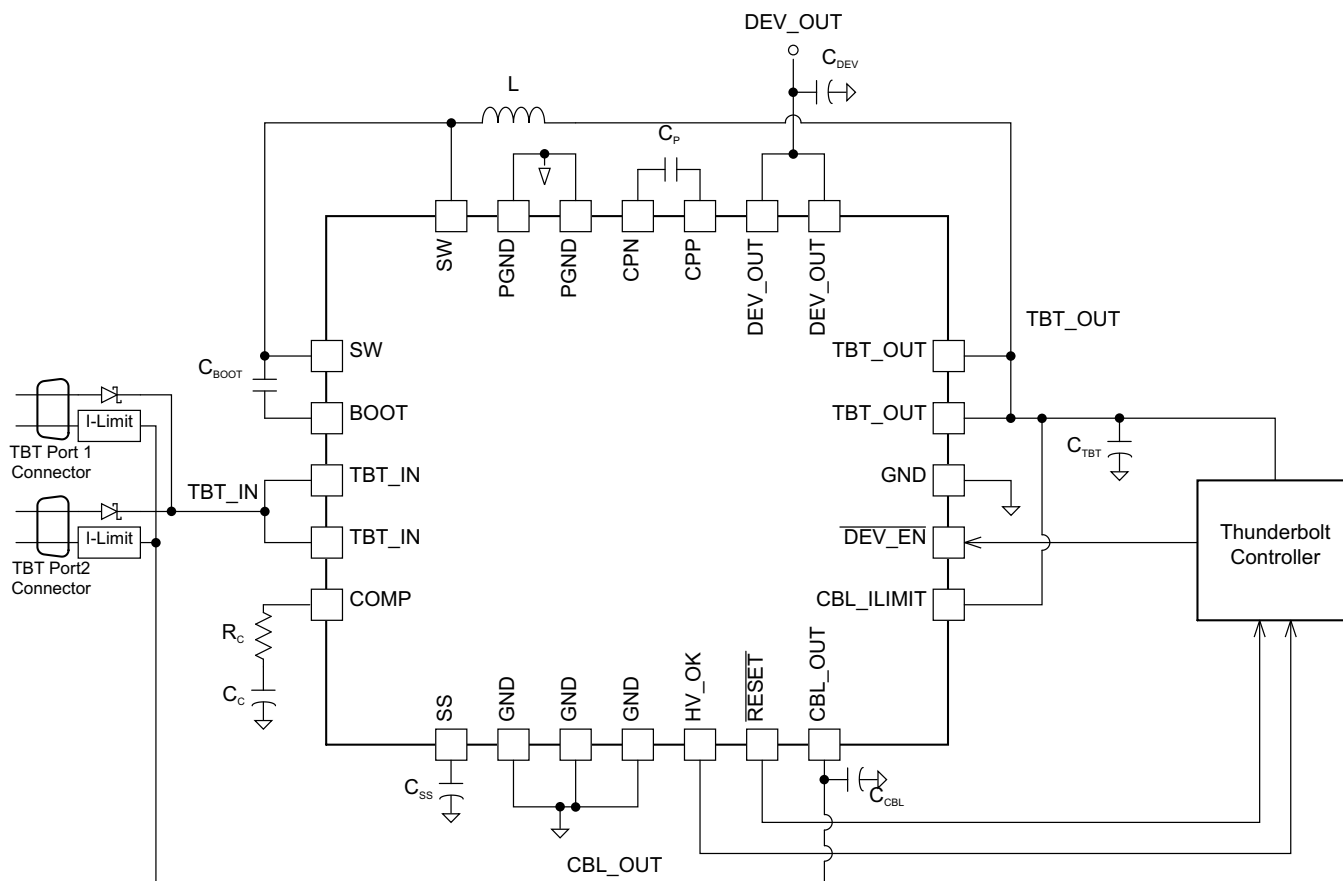 DEV_OUT
C_DEV
L
C_P
SW
PGND
PGND
CPN
CPP
DEV_OUT
DEV_OUT
TBT_OUT
SW
TBT_OUT
C_BOOT
BOOT
TBT_OUT
I-Limit
TBT Port 1
Connector
C_TBT
TBT_IN
TBT_IN
GND
I-Limit
TBT_IN
DEV_EN
Thunderbolt
Controller
TBT Port2
Connector
COMP
CBL_ILIMIT
R_C
C_C
SS
GND
GND
GND
HV_OK
RESET
CBL_OUT
C_SS
C_CBL
CBL_OUT